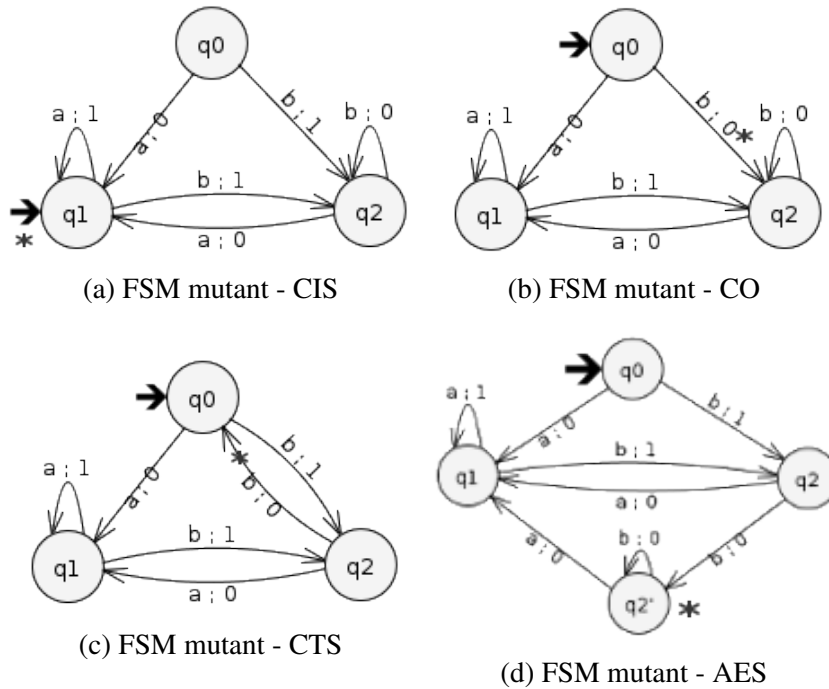 q0
a ; 1
a ; 0
b ; 1
b ; 0
b ; 1
q1
q2
*
a ; 0
(a) FSM mutant - CIS
q0
a ; 1
a ; 0
b ; 0*
b ; 0
b ; 1
q1
q2
a ; 0
(b) FSM mutant - CO
q0
*
b ; 1
a ; 1
a ; 0
b ; 0
b ; 1
q1
q2
a ; 0
(c) FSM mutant - CTS
q0
a ; 1
a ; 0
b ; 1
b ; 1
q1
q2
a ; 0
b ; 0
a ; 0
b ; 0
q2'
*
(d) FSM mutant - AES